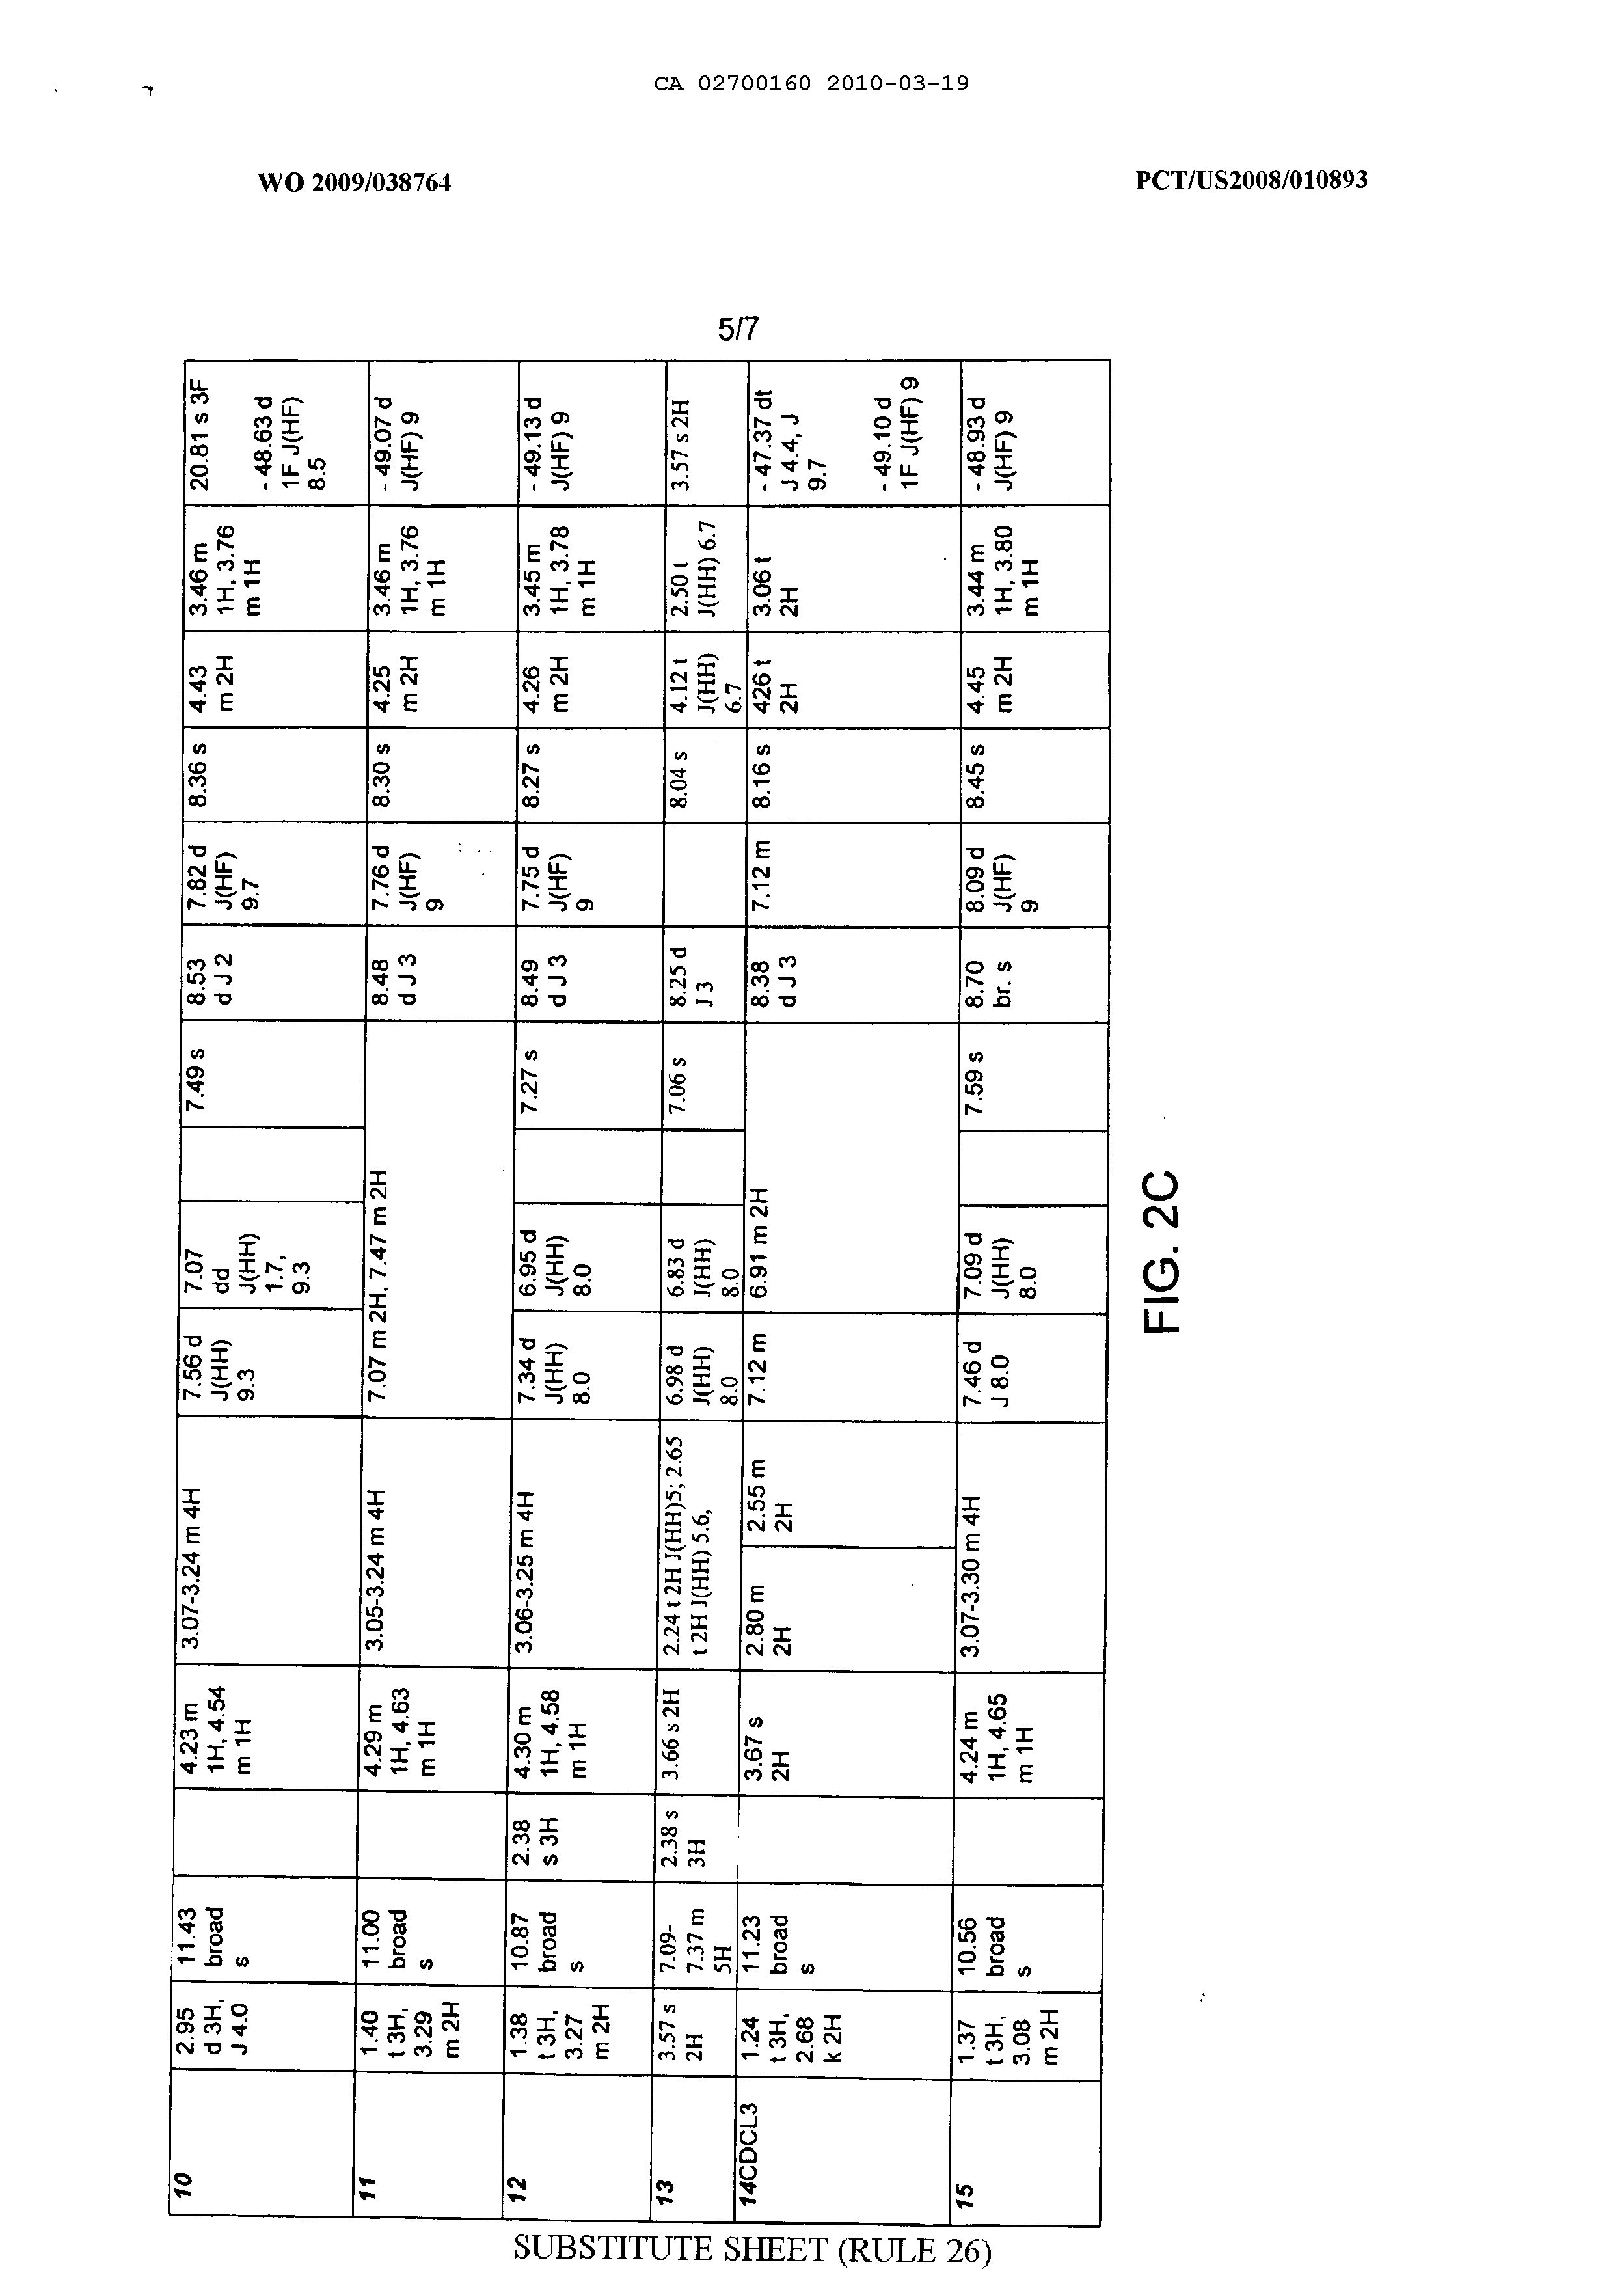 CA 02700160 2010-03-19
WO 2009/038764
PCT/US2008/010893
5/7
10
2.95
d 3H,
J 4.0
11.43
broad
s
4.23 m
1H, 4.54
m 1H
3.07-3.24 m 4H
7.56 d
J(HH)
9.3
7.07
dd
J(HH)
1.7,
9.3
7.49 s
8.53
d J 2
7.82 d
J(HF)
9.7
8.36 s
4.43
m 2H
3.46 m
1H, 3.76
m 1H
20.81 s 3F
- 48.63 d
1F J(HF)
8.5
11
1.40
t 3H,
3.29
m 2H
11.00
broad
s
4.29 m
1H, 4.63
m 1H
3.05-3.24 m 4H
7.07 m 2H, 7.47 m 2H
8.48
d J 3
7.76 d
J(HF)
9
8.30 s
4.25
m 2H
3.46 m
1H, 3.76
m 1H
- 49.07 d
J(HF) 9
12
1.38
t 3H,
3.27
m 2H
10.87
broad
s
2.38
s 3H
4.30 m
1H, 4.58
m 1H
3.06-3.25 m 4H
7.34 d
J(HH)
8.0
6.95 d
J(HH)
8.0
7.27 s
8.49
d J 3
7.75 d
J(HF)
9
8.27 s
4.26
m 2H
3.45 m
1H, 3.78
m 1H
- 49.13 d
J(HF) 9
13
3.57 s
2H
7.09-
7.37 m
5H
2.38 s
3H
3.66 s 2H
2.24 t 2H J(HH)5; 2.65
t 2H J(HH) 5.6,
6.98 d
J(HH)
8.0
6.83 d
J(HH)
8.0
7.06 s
8.25 d
J 3
8.04 s
4.12 t
J(HH)
6.7
2.50 t
J(HH) 6.7
3.57 s 2H
14CDCL3
1.24
t 3H,
2.68
k 2H
11.23
broad
s
3.67 s
2H
2.80 m
2H
2.55 m
2H
7.12 m
6.91 m 2H
8.38
d J 3
7.12 m
8.16 s
426 t
2H
3.06 t
2H
- 47.37 dt
J 4.4, J
9.7
- 49.10 d
1F J(HF) 9
15
1.37
t 3H,
3.08
m 2H
10.56
broad
s
4.24 m
1H, 4.65
m 1H
3.07-3.30 m 4H
7.46 d
J 8.0
7.09 d
J(HH)
8.0
7.59 s
8.70
br. s
8.09 d
J(HF)
9
8.45 s
4.45
m 2H
3.44 m
1H, 3.80
m 1H
- 48.93 d
J(HF) 9
FIG. 2C
SUBSTITUTE SHEET (RULE 26)